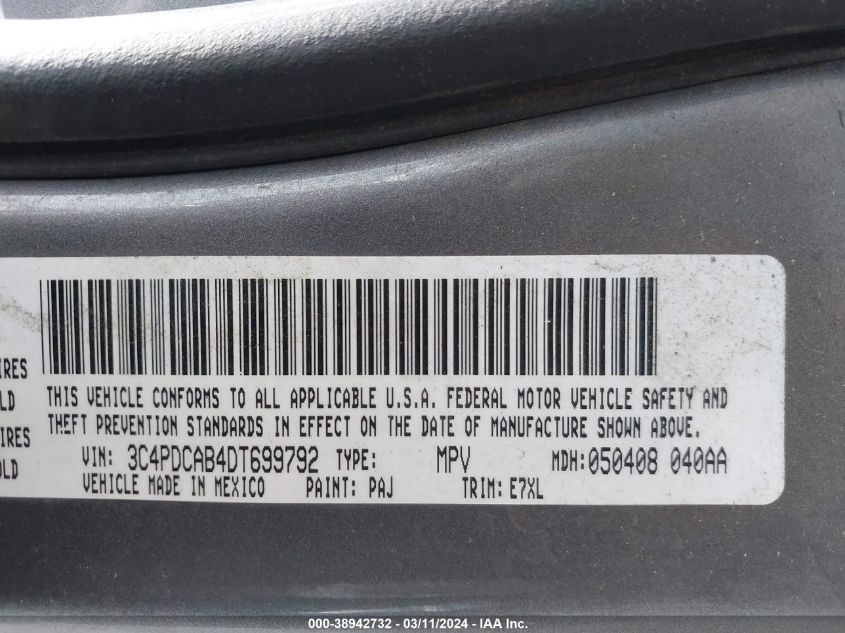 IRES
LD
IRES
OLD
THIS VEHICLE CONFORMS TO ALL APPLICABLE U.S.A. FEDERAL MOTOR VEHICLE SAFETY AND
THEFT PREVENTION STANDARDS IN EFFECT ON THE DATE OF MANUFACTURE SHOWN ABOVE.
VIN: 3C4PDCAB4DT699792 TYPE: MPV MDH:050408 040AA
VEHICLE MADE IN MEXICO PAINT: PAJ TRIM: E7XL
000-38942732 - 03/11/2024 - IAA Inc.